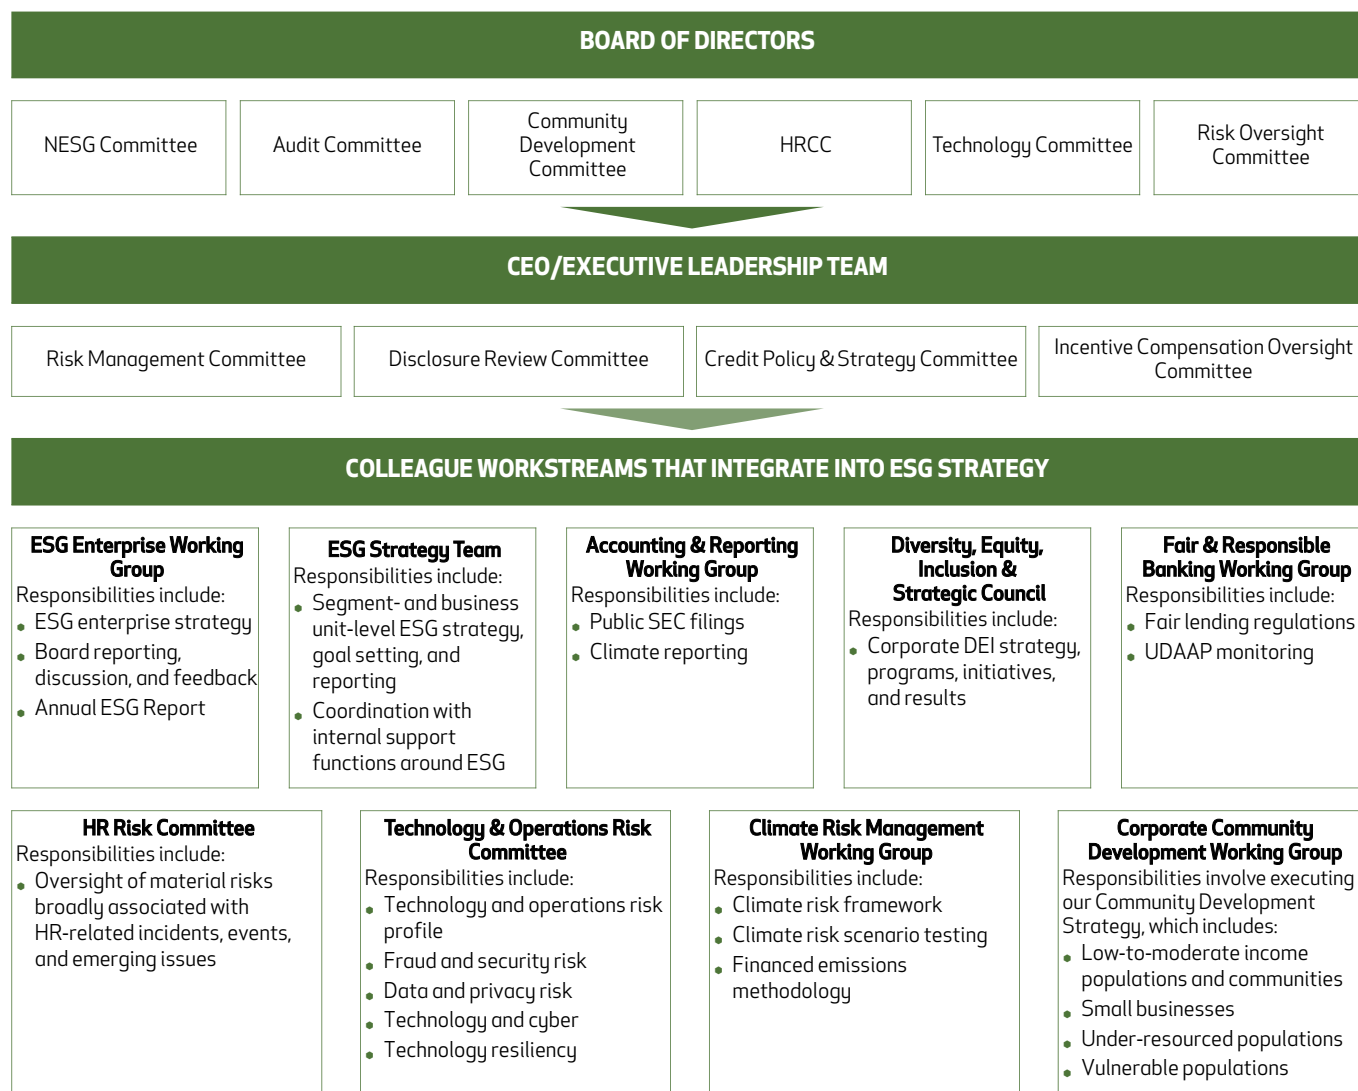 BOARD OF DIRECTORS
NESG Committee
Audit Committee
Community
Development
Committee
HRCC
Technology Committee
Risk Oversight
Committee
CEO/EXECUTIVE LEADERSHIP TEAM
Risk Management Committee
Disclosure Review Committee
Credit Policy & Strategy Committee
Incentive Compensation Oversight
Committee
COLLEAGUE WORKSTREAMS THAT INTEGRATE INTO ESG STRATEGY
ESG Enterprise Working
Group
Responsibilities include:
ESG enterprise strategy
Board reporting,
discussion, and feedback
Annual ESG Report
ESG Strategy Team
Responsibilities include:
Segment- and business
unit-level ESG strategy,
goal setting, and
reporting
Coordination with
internal support
functions around ESG
Accounting & Reporting
Working Group
Responsibilities include:
Public SEC filings
Climate reporting
Diversity, Equity,
Inclusion &
Strategic Council
Responsibilities include:
Corporate DEI strategy,
programs, initiatives,
and results
Fair & Responsible
Banking Working Group
Responsibilities include:
Fair lending regulations
UDAAP monitoring
HR Risk Committee
Responsibilities include:
Oversight of material risks
broadly associated with
HR-related incidents, events,
and emerging issues
Technology & Operations Risk
Committee
Responsibilities include:
Technology and operations risk
profile
Fraud and security risk
Data and privacy risk
Technology and cyber
Technology resiliency
Climate Risk Management
Working Group
Responsibilities include:
Climate risk framework
Climate risk scenario testing
Financed emissions
methodology
Corporate Community
Development Working Group
Responsibilities involve executing
our Community Development
Strategy, which includes:
Low-to-moderate income
populations and communities
Small businesses
Under-resourced populations
Vulnerable populations